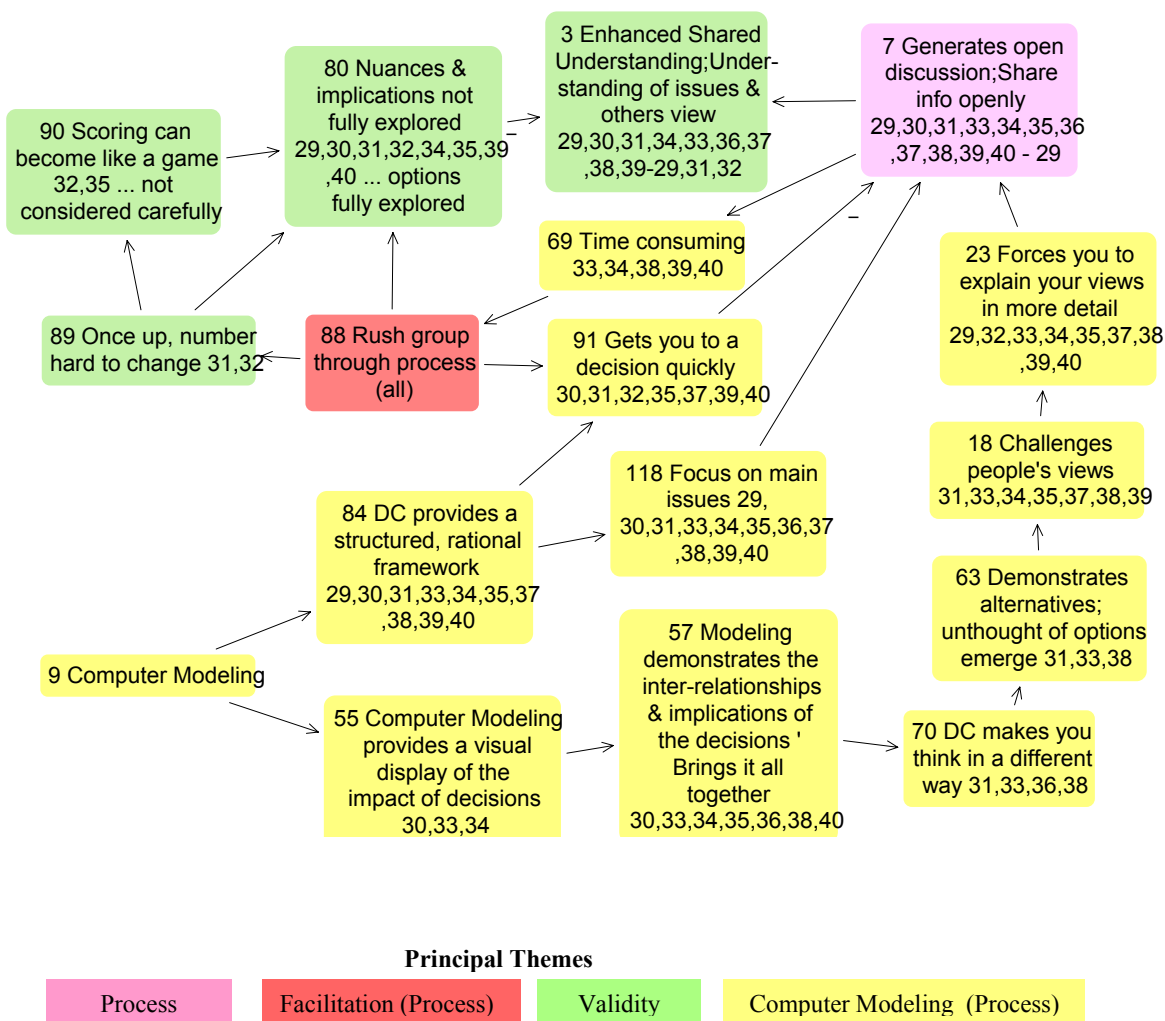 3 Enhanced Shared
Understanding;Under-
standing of issues &
others view
29,30,31,34,33,36,37
,38,39-29,31,32
7 Generates open
discussion;Share
info openly
29,30,31,33,34,35,36
,37,38,39,40 - 29
80 Nuances &
implications not
fully explored
29,30,31,32,34,35,39
,40 ... options
fully explored
90 Scoring can
become like a game
32,35 ... not
considered carefully
–
–
69 Time consuming
33,34,38,39,40
23 Forces you to
explain your views
in more detail
29,32,33,34,35,37,38
,39,40
89 Once up, number
hard to change 31,32
88 Rush group
through process
(all)
91 Gets you to a
decision quickly
30,31,32,35,37,39,40
18 Challenges
people's views
31,33,34,35,37,38,39
118 Focus on main
issues 29,
30,31,33,34,35,36,37
,38,39,40
84 DC provides a
structured, rational
framework
29,30,31,33,34,35,37
,38,39,40
63 Demonstrates
alternatives;
unthought of options
emerge 31,33,38
9 Computer Modeling
57 Modeling
demonstrates the
inter-relationships
& implications of
the decisions '
Brings it all
together
30,33,34,35,36,38,40
55 Computer Modeling
provides a visual
display of the
impact of decisions
30,33,34
70 DC makes you
think in a different
way 31,33,36,38
Principal Themes
Process
Facilitation (Process)
Validity
Computer Modeling (Process)